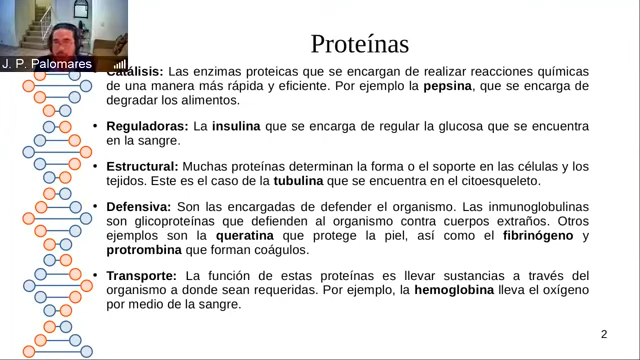 J. P. Palomares
Proteínas
Catálisis: Las enzimas proteicas que se encargan de realizar reacciones químicas
de una manera más rápida y eficiente. Por ejemplo la pepsina, que se encarga de
degradar los alimentos.
• Reguladoras: La insulina que se encarga de regular la glucosa que se encuentra
en la sangre.
• Estructural: Muchas proteínas determinan la forma o el soporte en las células y los
tejidos. Este es el caso de la tubulina que se encuentra en el citoesqueleto.
• Defensiva: Son las encargadas de defender el organismo. Las inmunoglobulinas
son glicoproteínas que defienden al organismo contra cuerpos extraños. Otros
ejemplos son la queratina que protege la piel, así como el fibrinógeno y
protrombina que forman coágulos.
• Transporte: La función de estas proteínas es llevar sustancias a través del
organismo a donde sean requeridas. Por ejemplo, la hemoglobina lleva el oxígeno
por medio de la sangre.
2